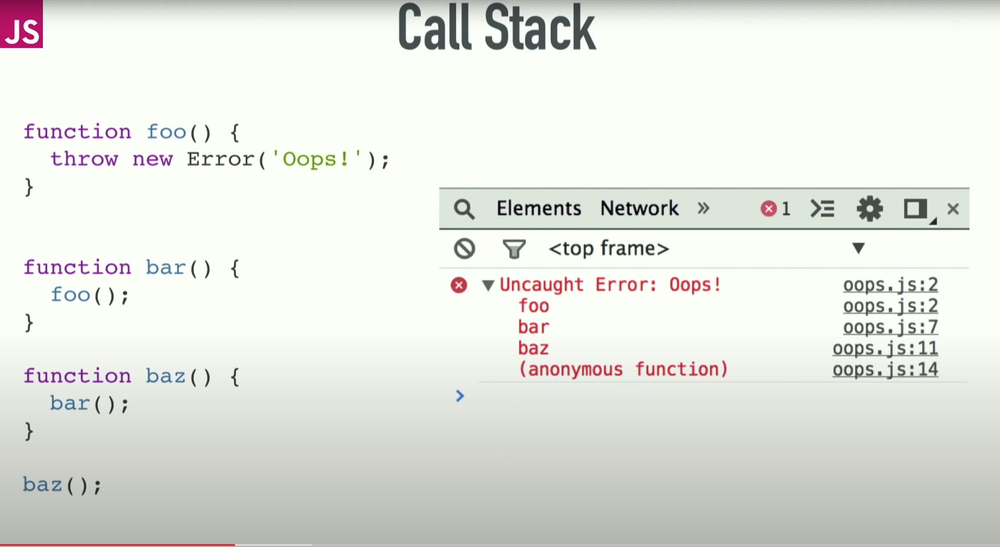 JS
Call Stack
function foo() {
  throw new Error('Oops!');
}
function bar() {
  foo();
}
function baz() {
  bar();
}
baz();
Elements Network » 1 ×
<top frame> ▼
▼ Uncaught Error: Oops! oops.js:2
foo oops.js:2
bar oops.js:7
baz oops.js:11
(anonymous function) oops.js:14
>